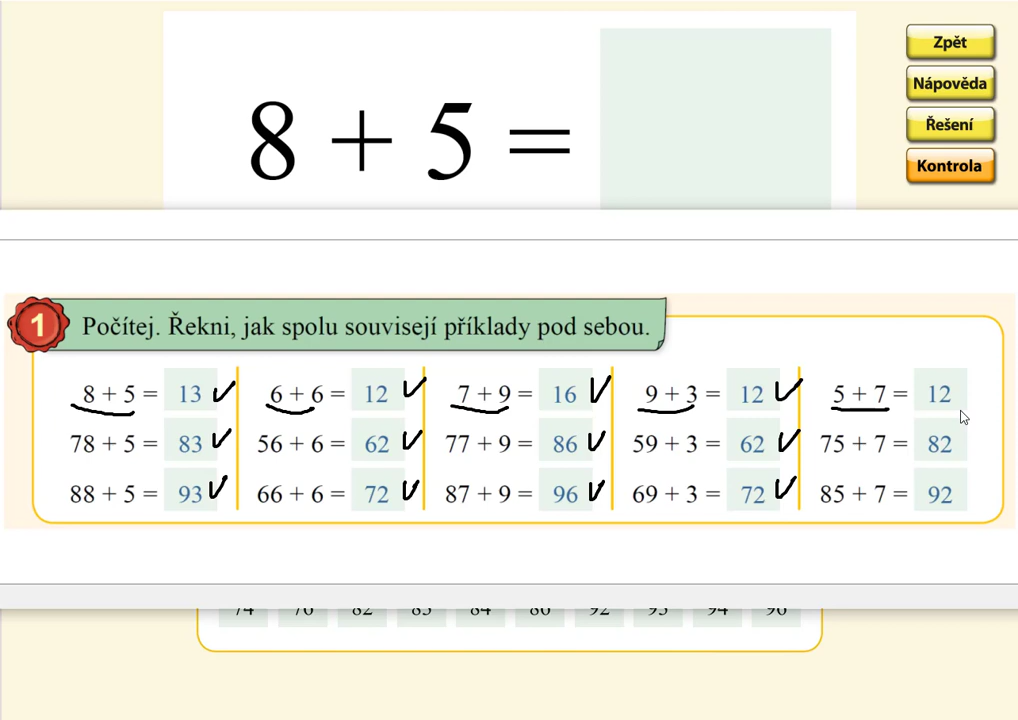 8 + 5 =
Zpět
Nápověda
Řešení
Kontrola
1 Počítej. Řekni, jak spolu souvisejí příklady pod sebou.
8 + 5 = 13 6 + 6 = 12 7 + 9 = 16 9 + 3 = 12 5 + 7 = 12
78 + 5 = 83 56 + 6 = 62 77 + 9 = 86 59 + 3 = 62 75 + 7 = 82
88 + 5 = 93 66 + 6 = 72 87 + 9 = 96 69 + 3 = 72 85 + 7 = 92